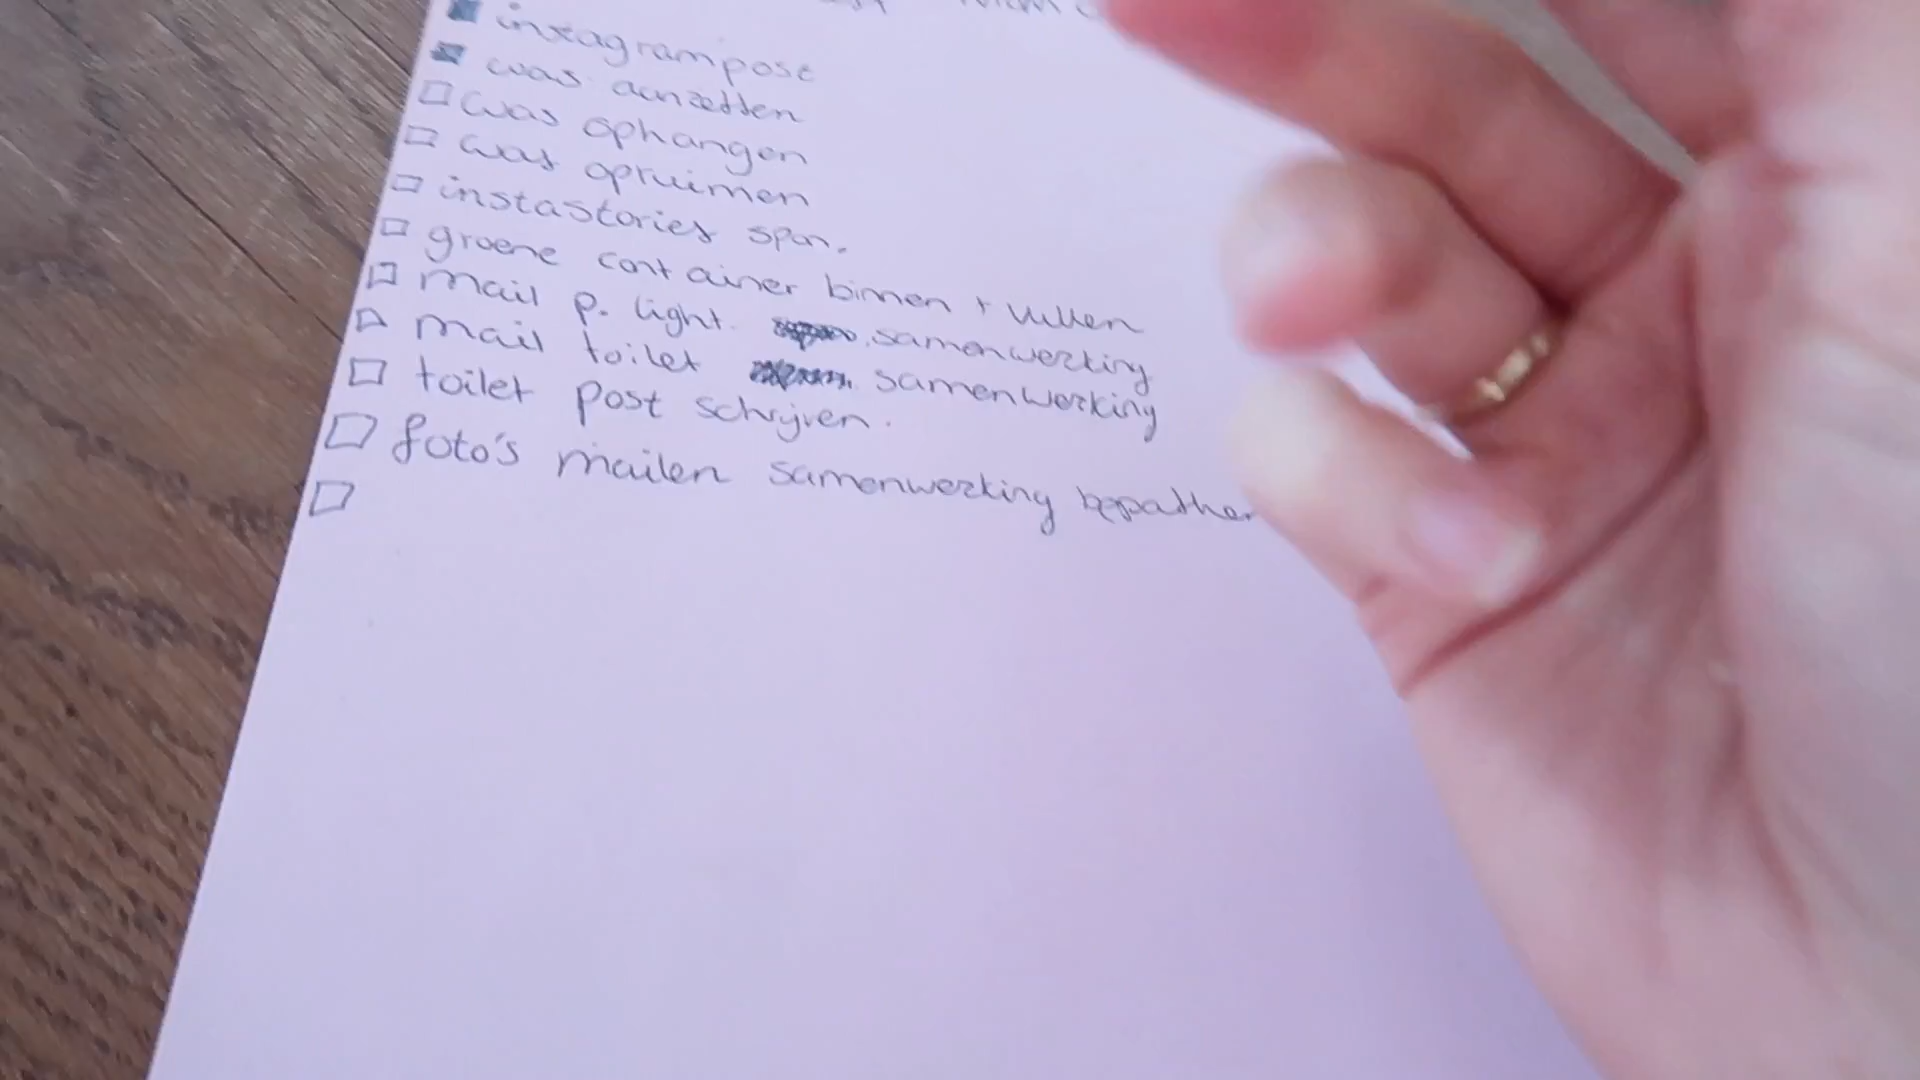 instagrampost
was aanzetten
was ophangen
was opruimen
instastories spon.
groene container binnen + vullen
mail p. light. samenwerking
mail toilet samenwerking
toilet post schrijven.
foto's mailen samenwerking